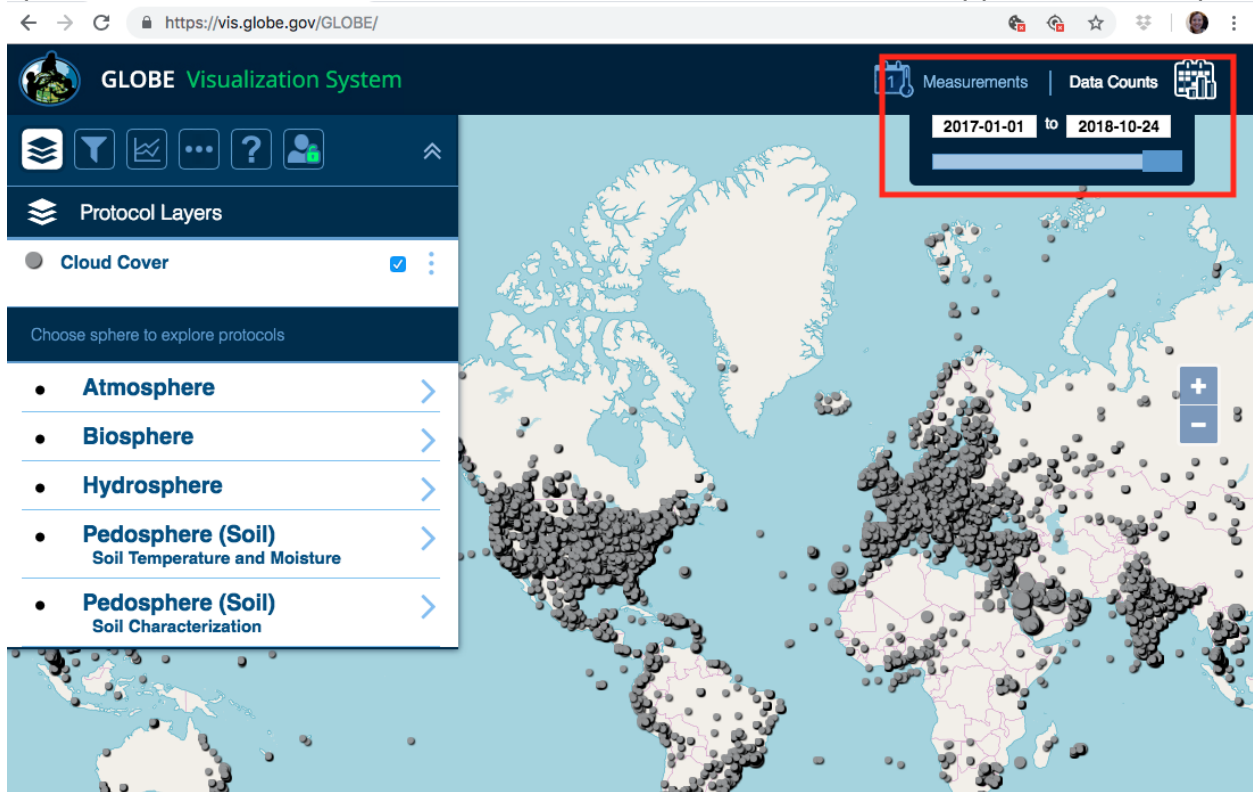 https://vis.globe.gov/GLOBE/
GLOBE Visualization System
1 Measurements | Data Counts
2017-01-01 to 2018-10-24
?
Protocol Layers
Cloud Cover
Choose sphere to explore protocols
• Atmosphere
• Biosphere
• Hydrosphere
• Pedosphere (Soil)
Soil Temperature and Moisture
• Pedosphere (Soil)
Soil Characterization
+
−